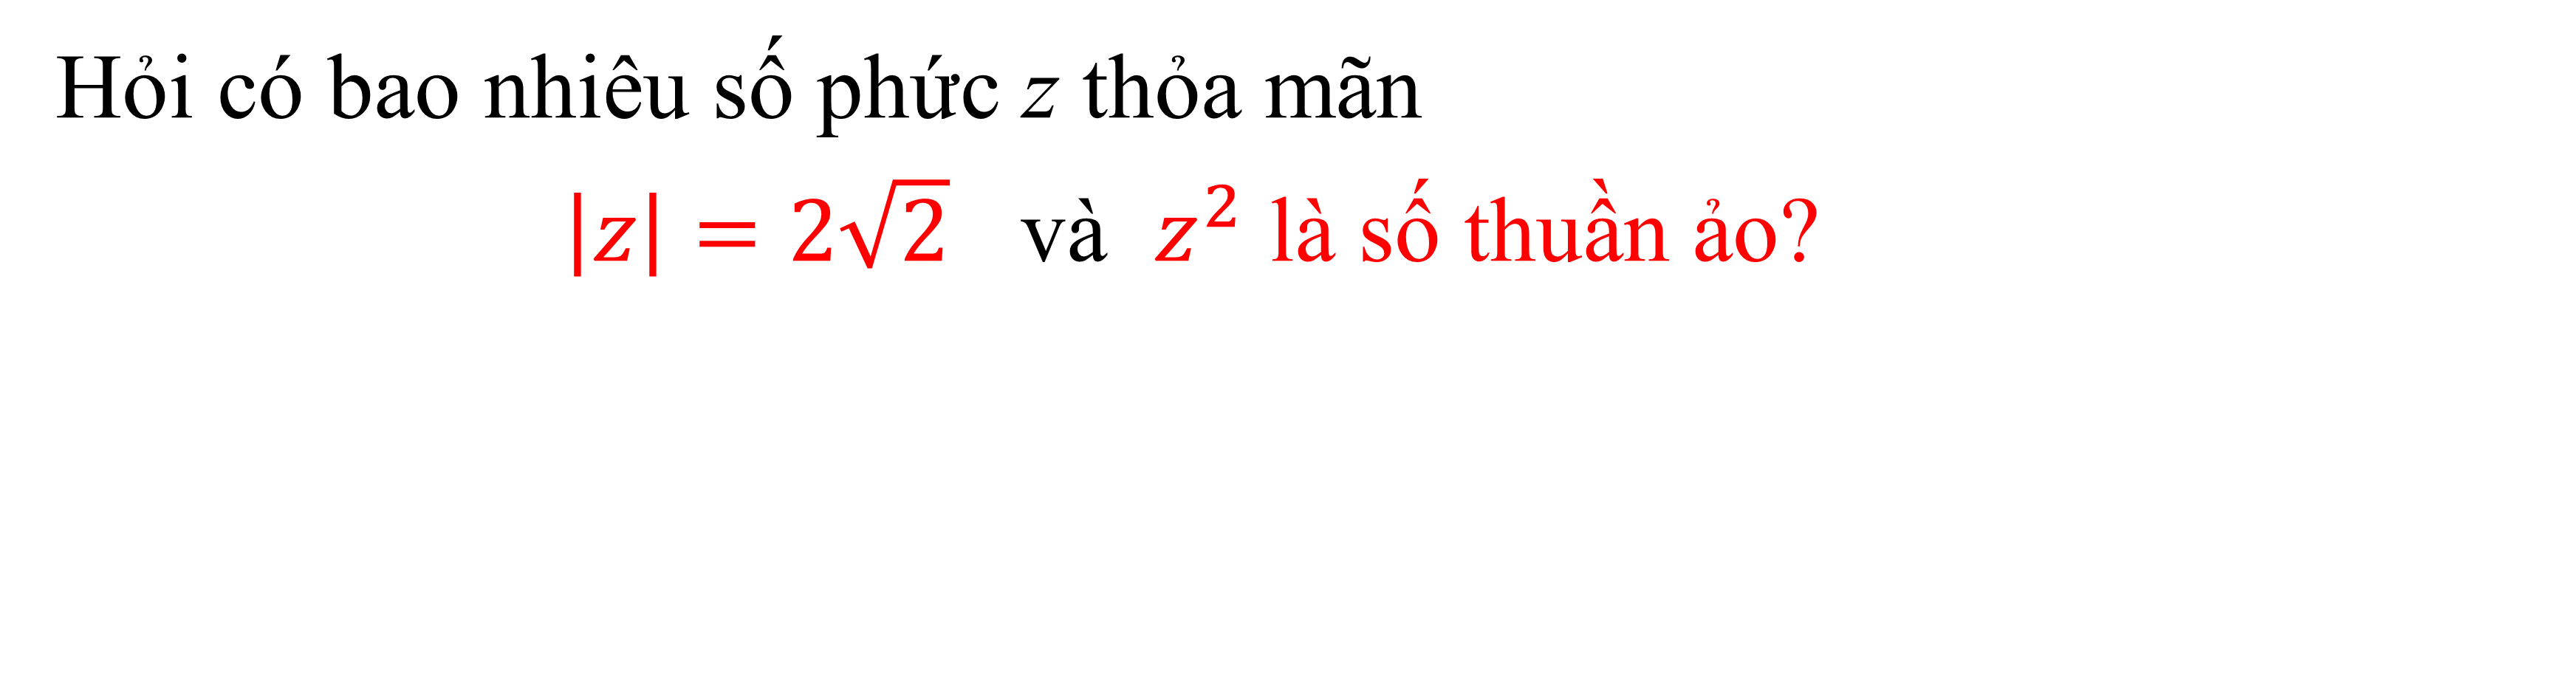 Hỏi có bao nhiêu số phức z thỏa mãn
|z| = 2√2 và z² là số thuần ảo?